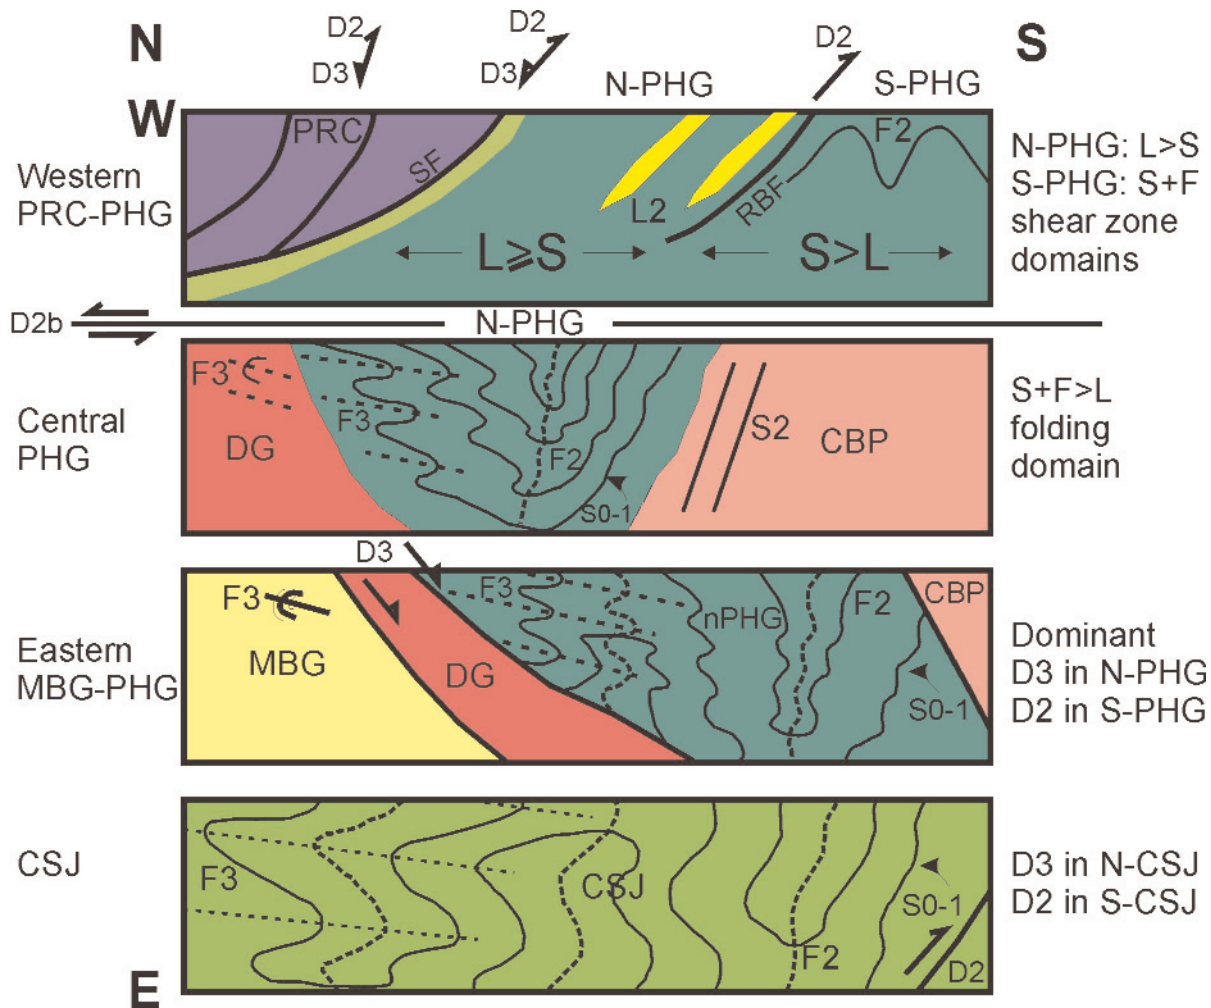 N
D2
D3
D2
D3
N-PHG
D2
S-PHG
S
W
Western
PRC-PHG
PRC
SF
L2
RBF
F2
L⩾S
S>L
N-PHG: L>S
S-PHG: S+F
shear zone
domains
D2b
N-PHG
Central
PHG
F3
DG
F3
F2
S0-1
S2
CBP
S+F>L
folding
domain
D3
Eastern
MBG-PHG
F3
MBG
DG
F3
nPHG
F2
CBP
S0-1
Dominant
D3 in N-PHG
D2 in S-PHG
CSJ
F3
CSJ
F2
S0-1
D2
D3 in N-CSJ
D2 in S-CSJ
E